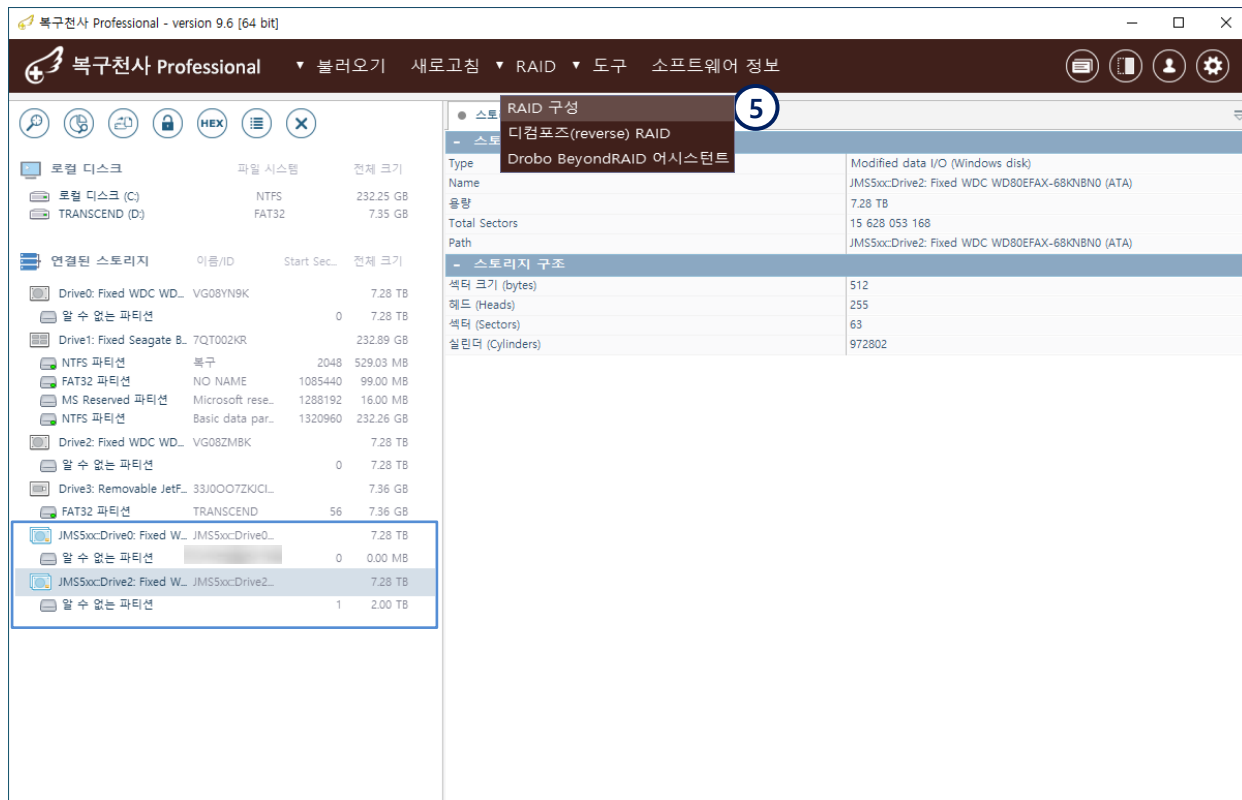 복구천사 Professional - version 9.6 [64 bit]
복구천사 Professional ▼ 불러오기 새로고침 ▼ RAID ▼ 도구 소프트웨어 정보
RAID 구성
디컴포즈(reverse) RAID
Drobo BeyondRAID 어시스턴트
5
HEX
로컬 디스크 파일 시스템 전체 크기
로컬 디스크 (C:) NTFS 232.25 GB
TRANSCEND (D:) FAT32 7.35 GB
연결된 스토리지 이름/ID Start Sec... 전체 크기
Drive0: Fixed WDC WD... VG08YN9K 7.28 TB
알 수 없는 파티션 0 7.28 TB
Drive1: Fixed Seagate B... 7QT002KR 232.89 GB
NTFS 파티션 복구 2048 529.03 MB
FAT32 파티션 NO NAME 1085440 99.00 MB
MS Reserved 파티션 Microsoft rese... 1288192 16.00 MB
NTFS 파티션 Basic data par... 1320960 232.26 GB
Drive2: Fixed WDC WD... VG08ZMBK 7.28 TB
알 수 없는 파티션 0 7.28 TB
Drive3: Removable JetF... 7.36 GB
FAT32 파티션 TRANSCEND 56 7.36 GB
JMS5xx::Drive0: Fixed W... JMS5xx::Drive0... 7.28 TB
알 수 없는 파티션 0 0.00 MB
JMS5xx::Drive2: Fixed W... JMS5xx::Drive2... 7.28 TB
알 수 없는 파티션 1 2.00 TB
Type Modified data I/O (Windows disk)
Name JMS5xx::Drive2: Fixed WDC WD80EFAX-68KNBN0 (ATA)
용량 7.28 TB
Total Sectors 15 628 053 168
Path JMS5xx::Drive2: Fixed WDC WD80EFAX-68KNBN0 (ATA)
– 스토리지 구조
섹터 크기 (bytes) 512
헤드 (Heads) 255
섹터 (Sectors) 63
실린더 (Cylinders) 972802